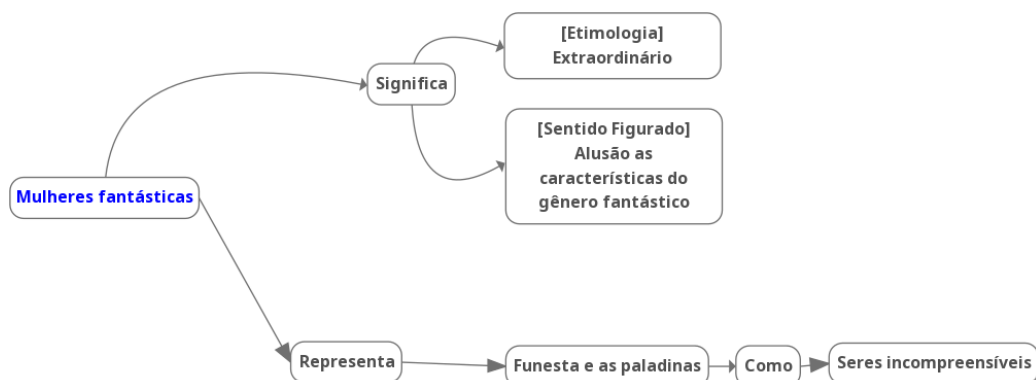 [Etimologia]
Extraordinário
Significa
[Sentido Figurado]
Alusão as
características do
gênero fantástico
Mulheres fantásticas
Representa
Funesta e as paladinas
Como
Seres incompreensíveis